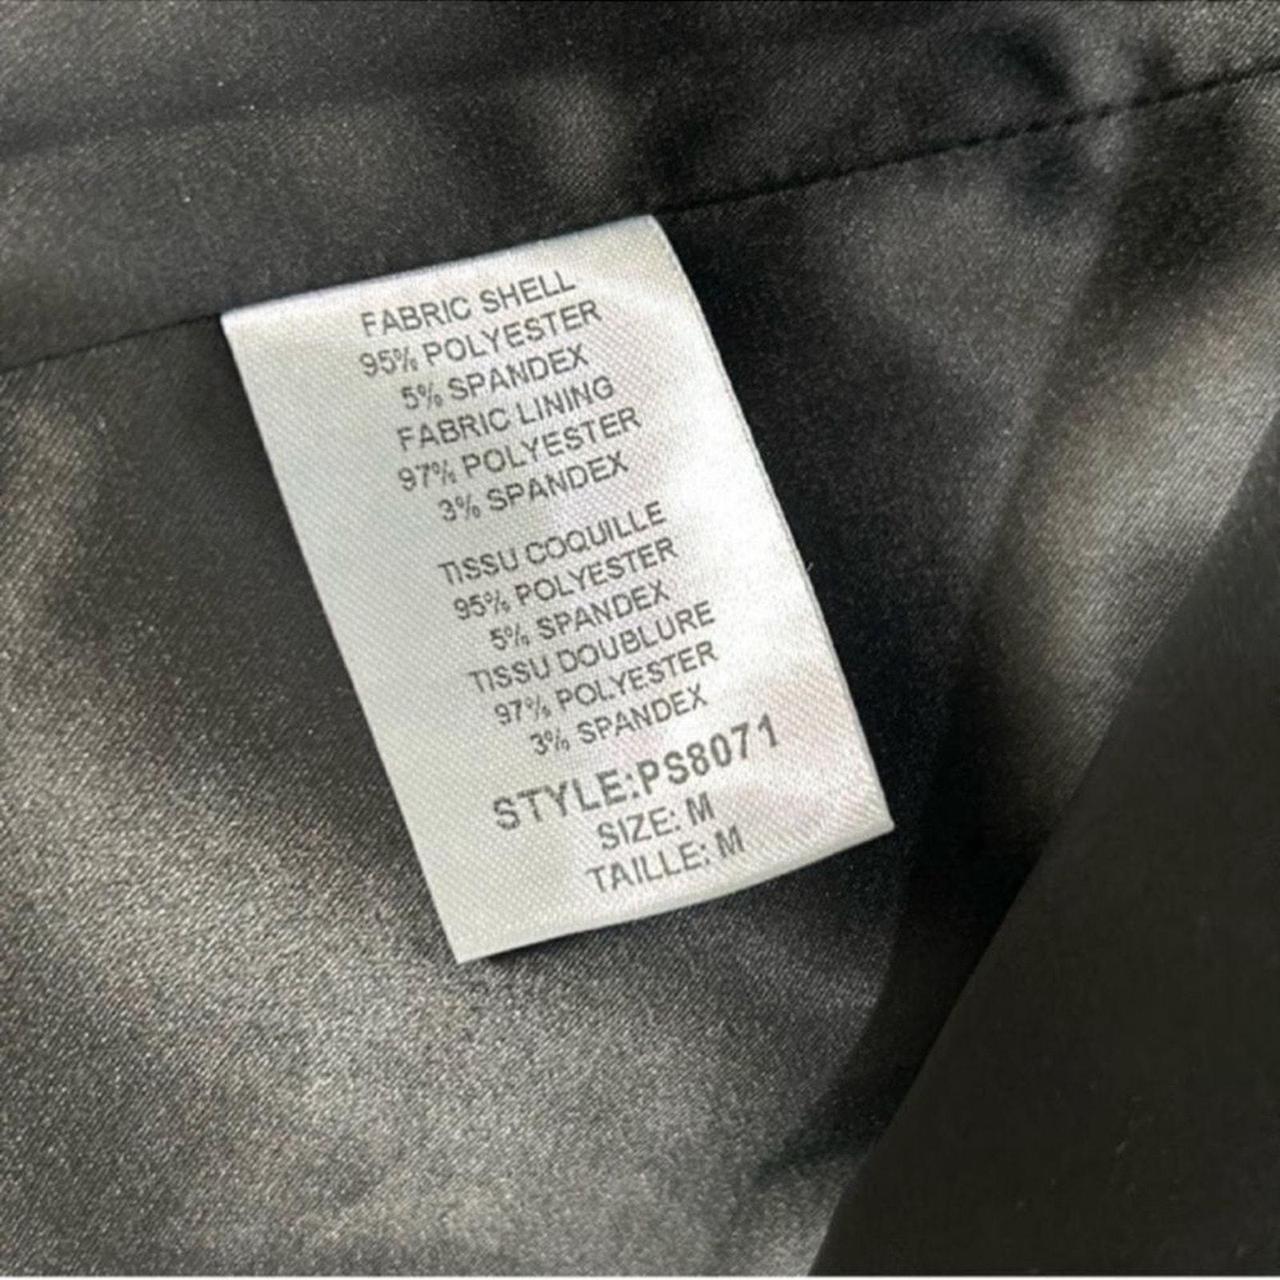 FABRIC SHELL
95% POLYESTER
5% SPANDEX
FABRIC LINING
97% POLYESTER
3% SPANDEX
TISSU COQUILLE
95% POLYESTER
5% SPANDEX
TISSU DOUBLURE
97% POLYESTER
3% SPANDEX
STYLE:PS8071
SIZE: M
TAILLE: M